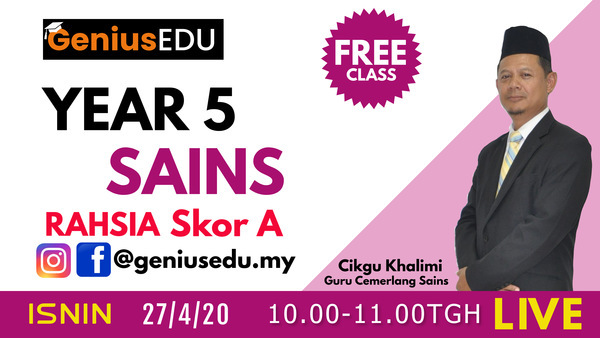 GeniusEDU
FREE
CLASS
YEAR 5
SAINS
RAHSIA Skor A
@geniusedu.my
Cikgu Khalimi
Guru Cemerlang Sains
ISNIN 27/4/20 10.00-11.00TGH LIVE